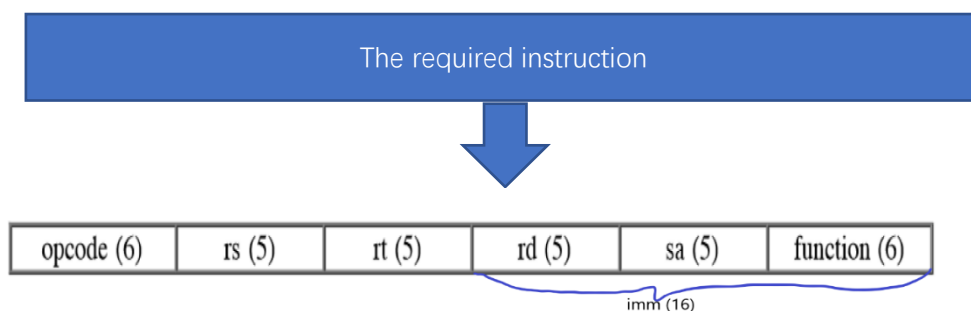 The required instruction
opcode (6) rs (5) rt (5) rd (5) sa (5) function (6)
imm (16)